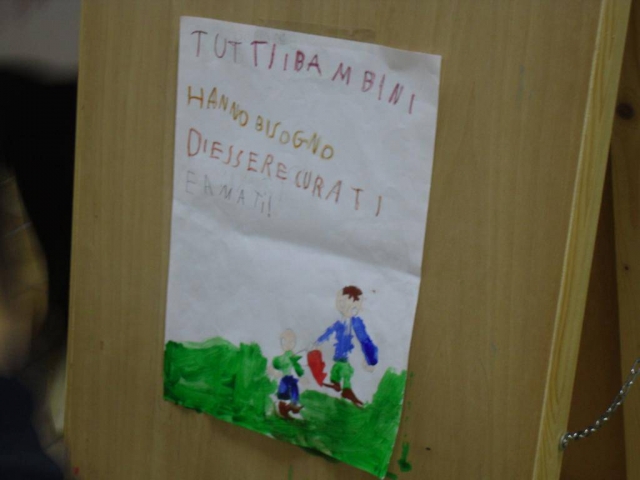 TUTTI I BAMBINI
HANNO BISOGNO
DI ESSERE CURATI
E AMATI!